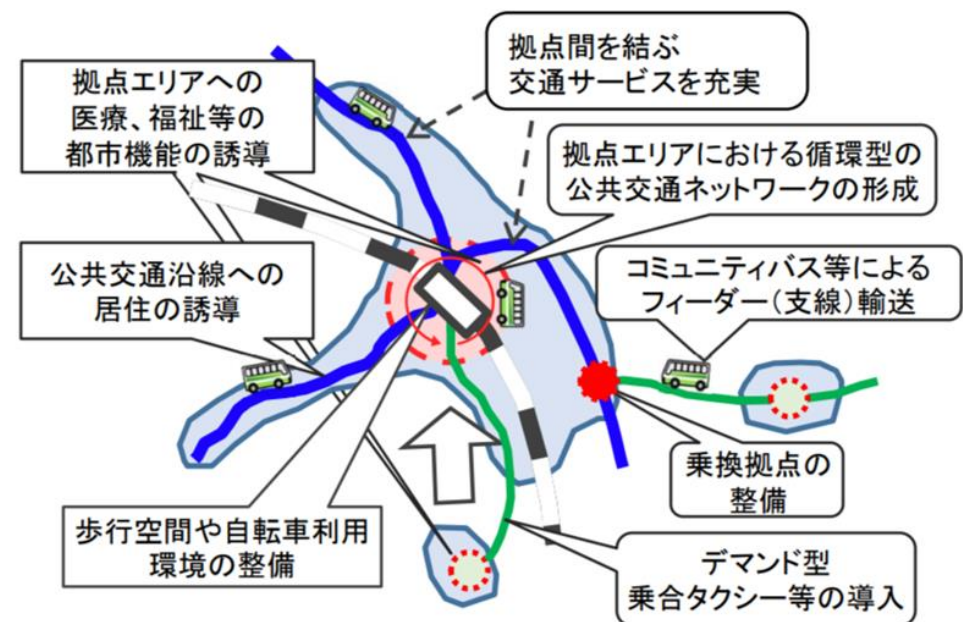 拠点エリアへの
医療、福祉等の
都市機能の誘導
拠点間を結ぶ
交通サービスを充実
拠点エリアにおける循環型の
公共交通ネットワークの形成
公共交通沿線への
居住の誘導
コミュニティバス等による
フィーダー(支線)輸送
乗換拠点の
整備
歩行空間や自転車利用
環境の整備
デマンド型
乗合タクシー等の導入